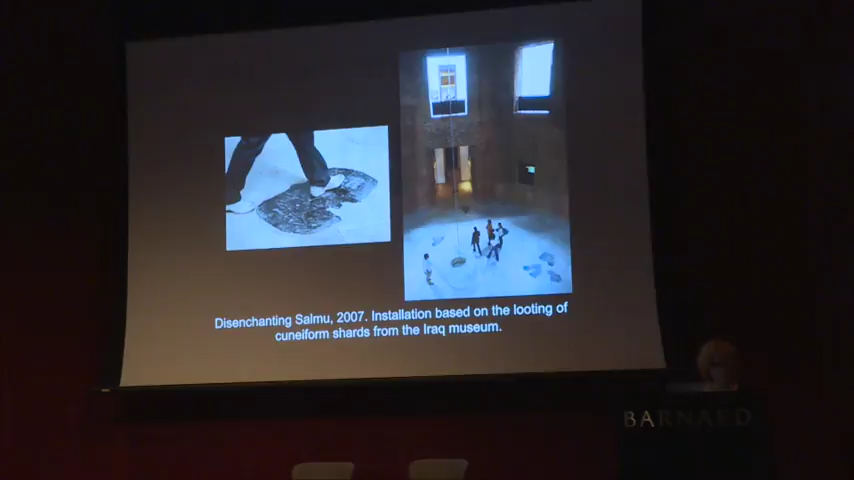 Disenchanting Salmu, 2007. Installation based on the looting of
cuneiform shards from the Iraq museum.
BARNARD